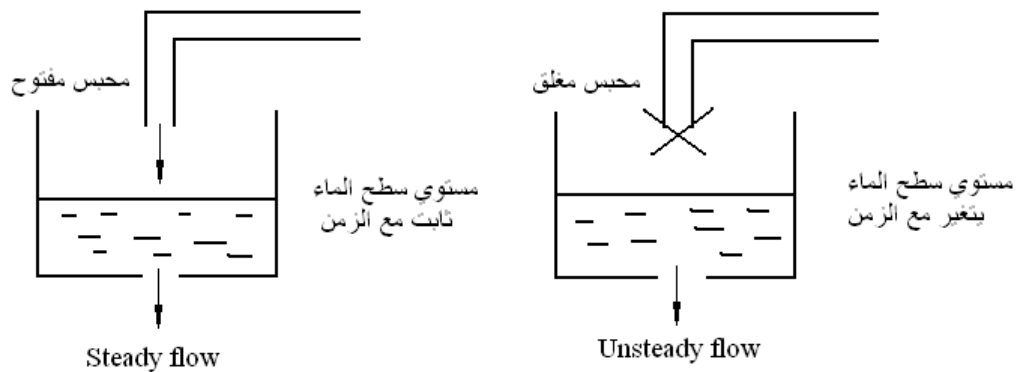 محبس مفتوح
مستوي سطح الماء
ثابت مع الزمن
Steady flow
محبس مغلق
مستوي سطح الماء
يتغير مع الزمن
Unsteady flow